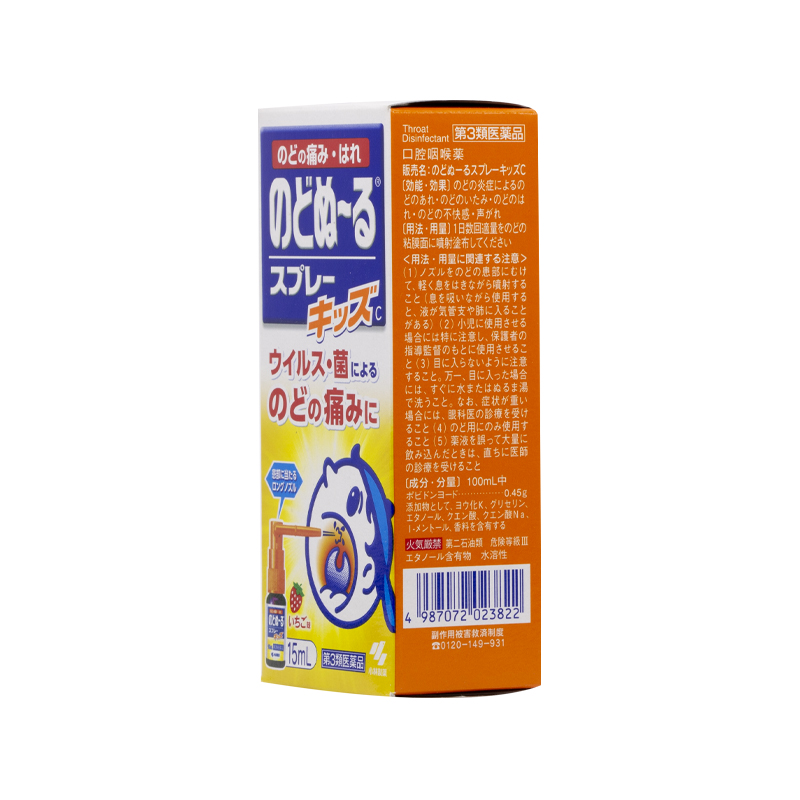 のどの痛み・はれ
のどぬ〜る®
スプレー
キッズC
ウイルス・菌による
のどの痛みに
患部に当たる
ロングノズル
のどぬ〜る
スプレー
キッズ
いちご味
15mL
第3類医薬品
小林製薬
Throat
Disinfectant
第3類医薬品
口腔咽喉薬
販売名：のどぬ〜るスプレーキッズC
〔効能・効果〕のどの炎症によるの
どのあれ・のどのいたみ・のどのは
れ・のどの不快感・声がれ
〔用法・用量〕1日数回適量をのどの
粘膜面に噴射塗布してください
〈用法・用量に関連する注意〉
（1）ノズルをのどの患部にむけ
て、軽く息をはきながら噴射する
こと（息を吸いながら使用する
と、液が気管支や肺に入ること
がある）（2）小児に使用させる
場合には特に注意し、保護者の
指導監督のもとに使用させるこ
と（3）目に入らないように注意
すること。万一、目に入った場合
には、すぐに水またはぬるま湯
で洗うこと。なお、症状が重い
場合には、眼科医の診療を受け
ること（4）のど用にのみ使用す
ること（5）薬液を誤って大量に
飲み込んだときは、直ちに医師
の診療を受けること
〔成分・分量〕100mL中
ポビドンヨード……………0.45g
添加物として、ヨウ化K、グリセリン、
エタノール、クエン酸、クエン酸Na、
l-メントール、香料を含有する
火気厳禁 第二石油類 危険等級Ⅲ
エタノール含有物 水溶性
4 987072 023822
副作用被害救済制度
☎0120-149-931